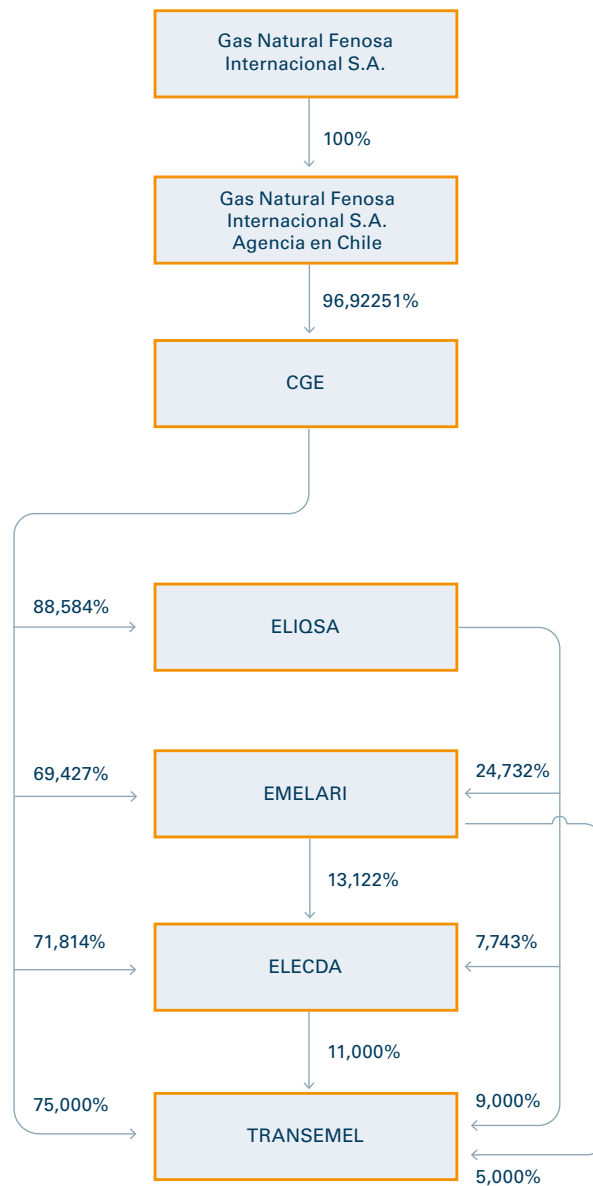 Gas Natural Fenosa
Internacional S.A.
100%
Gas Natural Fenosa
Internacional S.A.
Agencia en Chile
96,92251%
CGE
88,584%
ELIQSA
69,427%
EMELARI
24,732%
13,122%
71,814%
ELECDA
7,743%
11,000%
75,000%
TRANSEMEL
9,000%
5,000%